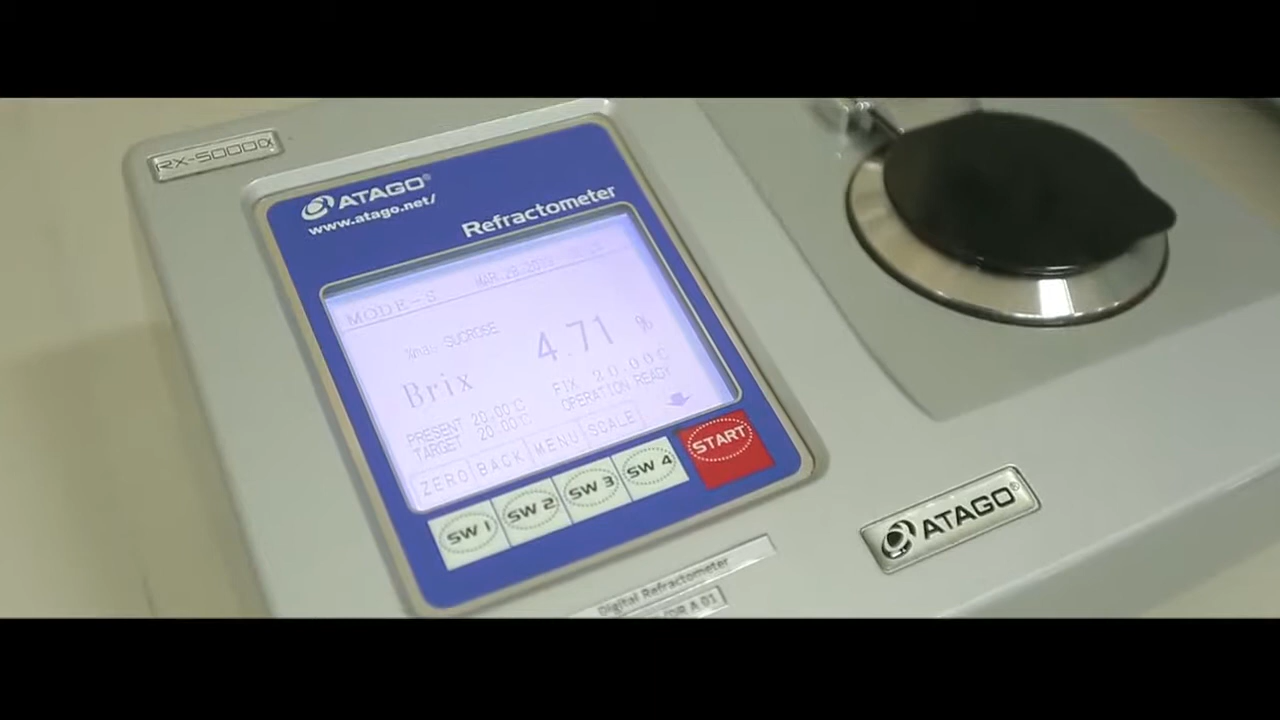 RX-5000α
ATAGO®
www.atago.net/
Refractometer
MODE-S
%mass SUCROSE
4.71 %
Brix
FIX 20.00℃
OPERATION READY
PRESENT 20.00℃
TARGET 20.00℃
ZERO BACK MENU SCALE
SW 1 SW 2 SW 3 SW 4 START
ATAGO®
Digital Refractometer